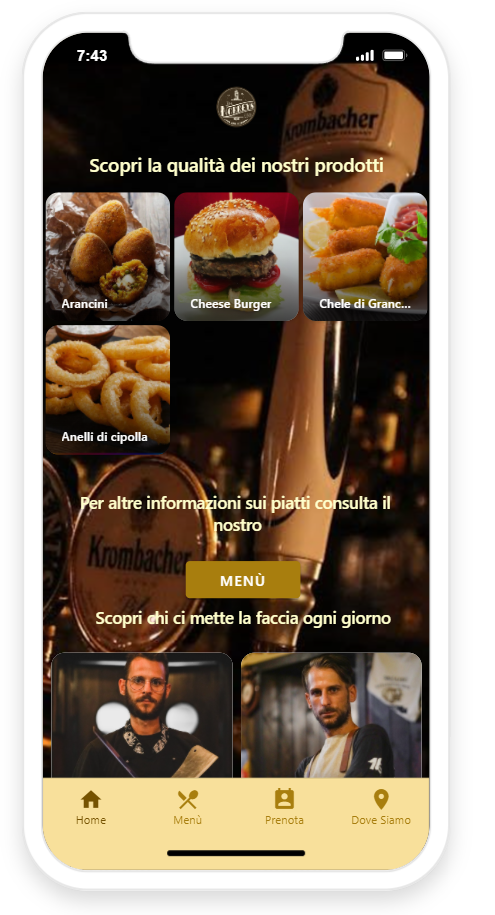 7:43
Krombacher
Scopri la qualità dei nostri prodotti
Arancini
Cheese Burger
Chele di Granc...
Anelli di cipolla
Per altre informazioni sui piatti consulta il
nostro
Krombacher
MENÙ
Scopri chi ci mette la faccia ogni giorno
Home
Menù
Prenota
Dove Siamo